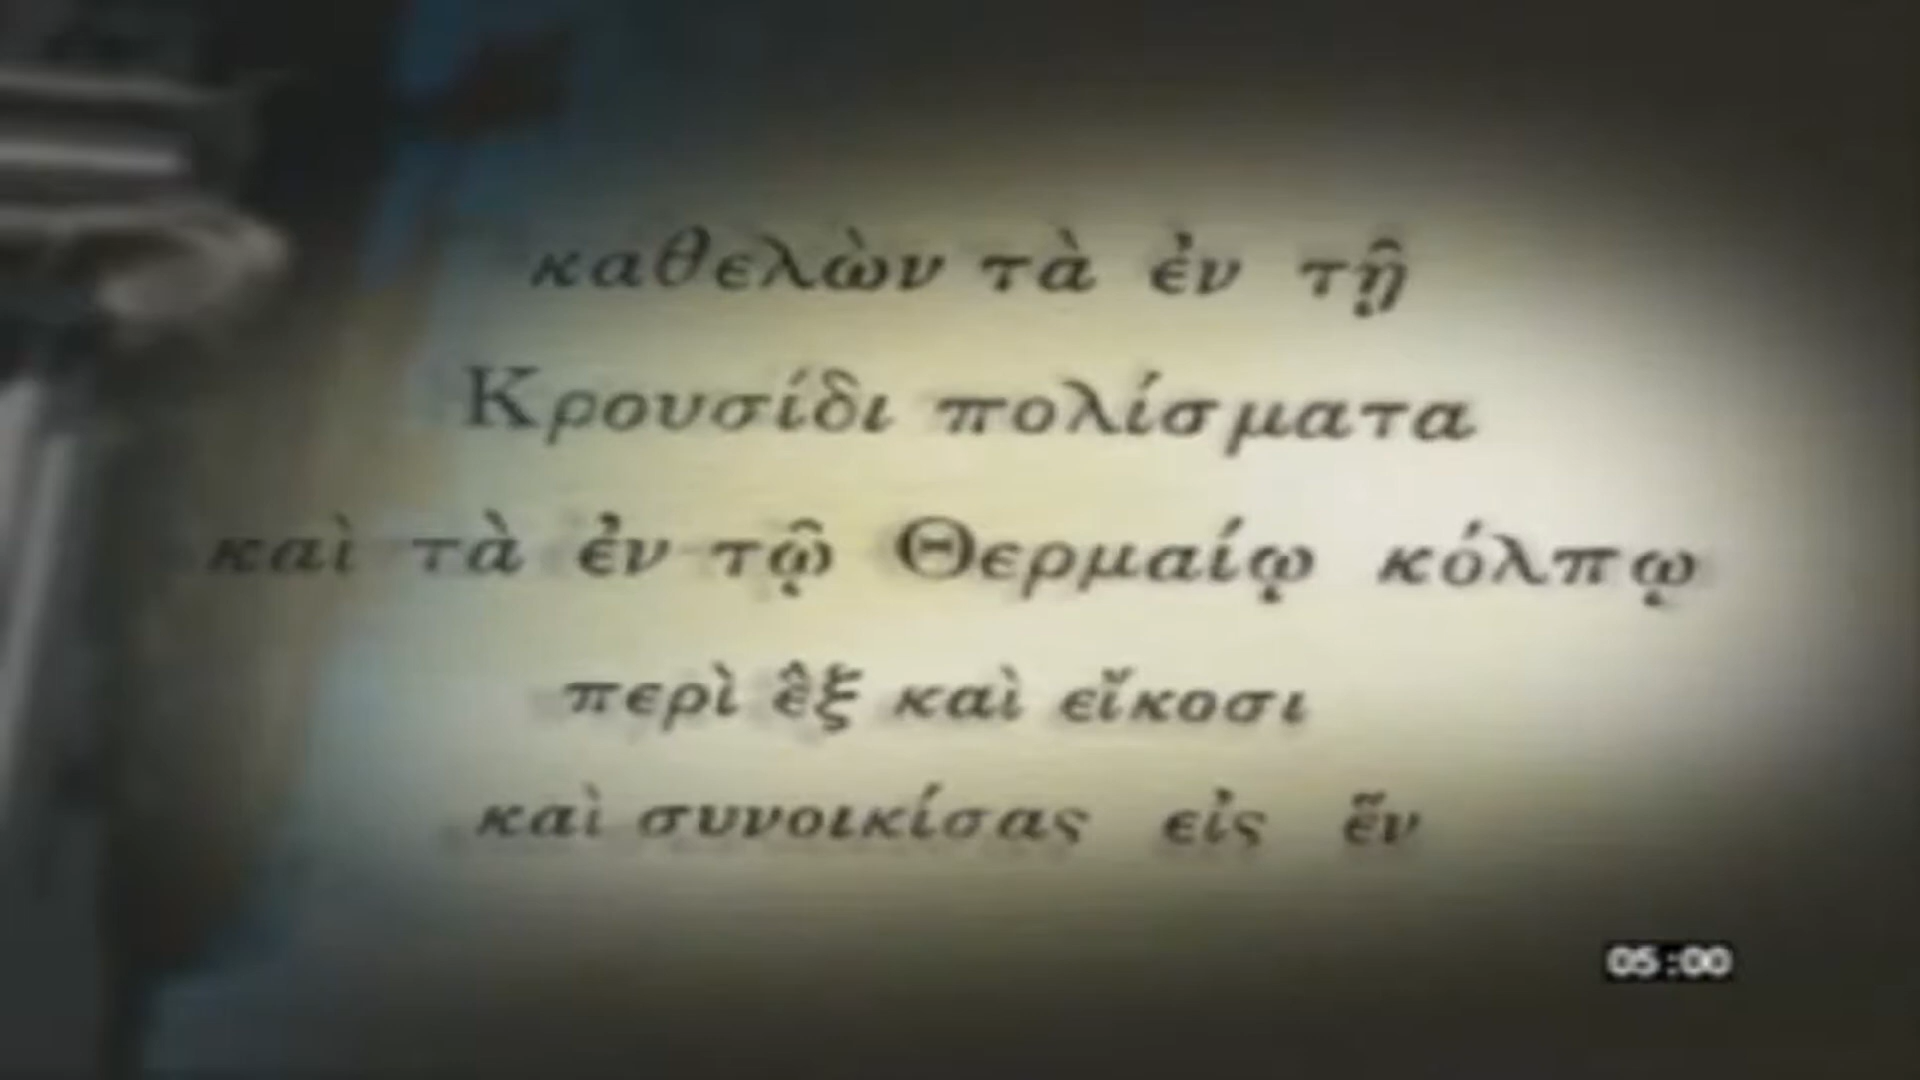 καθελὼν τὰ ἐν τῇ
Κρουσίδι πολίσματα
καὶ τὰ ἐν τῷ Θερμαίῳ κόλπῳ
περὶ ἓξ καὶ εἴκοσι
καὶ συνοικίσας εἰς ἕν
05:00